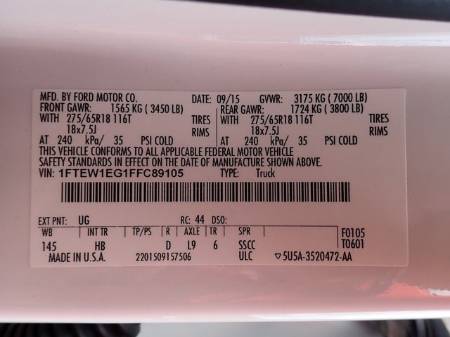 MFD. BY FORD MOTOR CO. DATE: 09/15 GVWR: 3175 KG ( 7000 LB)
FRONT GAWR: 1565 KG ( 3450 LB) REAR GAWR: 1724 KG ( 3800 LB)
WITH 275/65R18 116T TIRES WITH 275/65R18 116T TIRES
18x7.5J RIMS 18x7.5J RIMS
AT 240 kPa/ 35 PSI COLD AT 240 kPa/ 35 PSI COLD
THIS VEHICLE CONFORMS TO ALL APPLICABLE FEDERAL MOTOR VEHICLE
SAFETY STANDARDS IN EFFECT ON THE DATE OF MANUFACTURE SHOWN ABOVE.
VIN: 1FTEW1EG1FFC89105 TYPE: Truck
EXT PNT: UG RC: 44 DSO: F0105
WB INT TR TP/PS R AXLE TR SPR T0601
145 HB D L9 6 SSCC
MADE IN U.S.A. 2201509157506 ULC 5U5A-3520472-AA